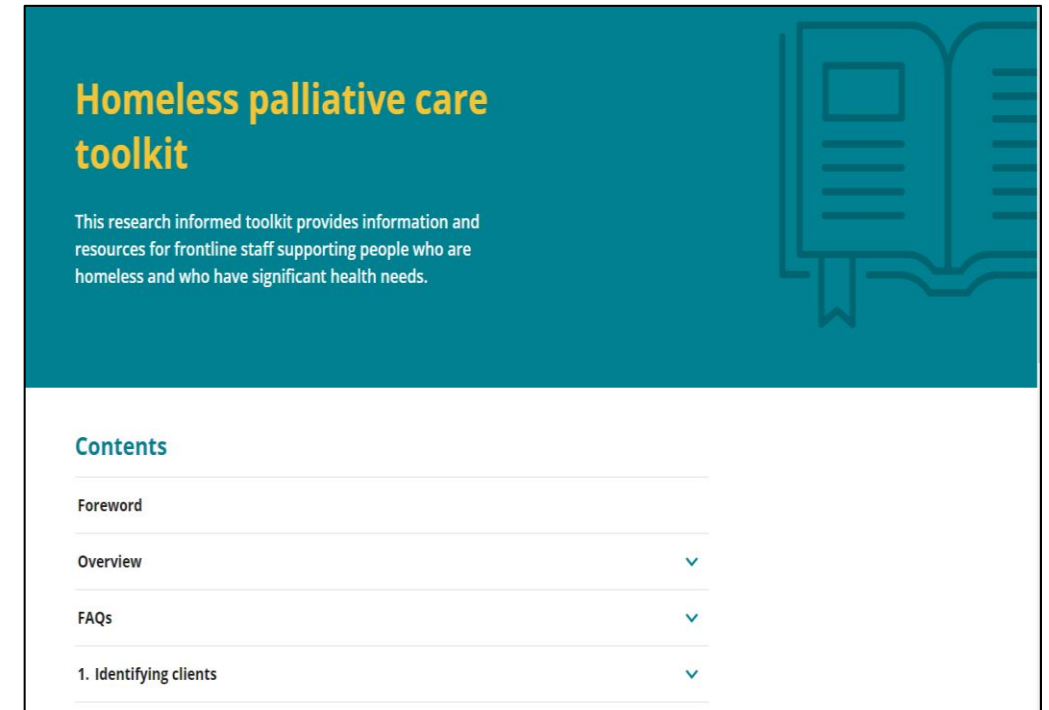 Homeless palliative care
toolkit
This research informed toolkit provides information and
resources for frontline staff supporting people who are
homeless and who have significant health needs.
Contents
Foreword
Overview
FAQs
1. Identifying clients